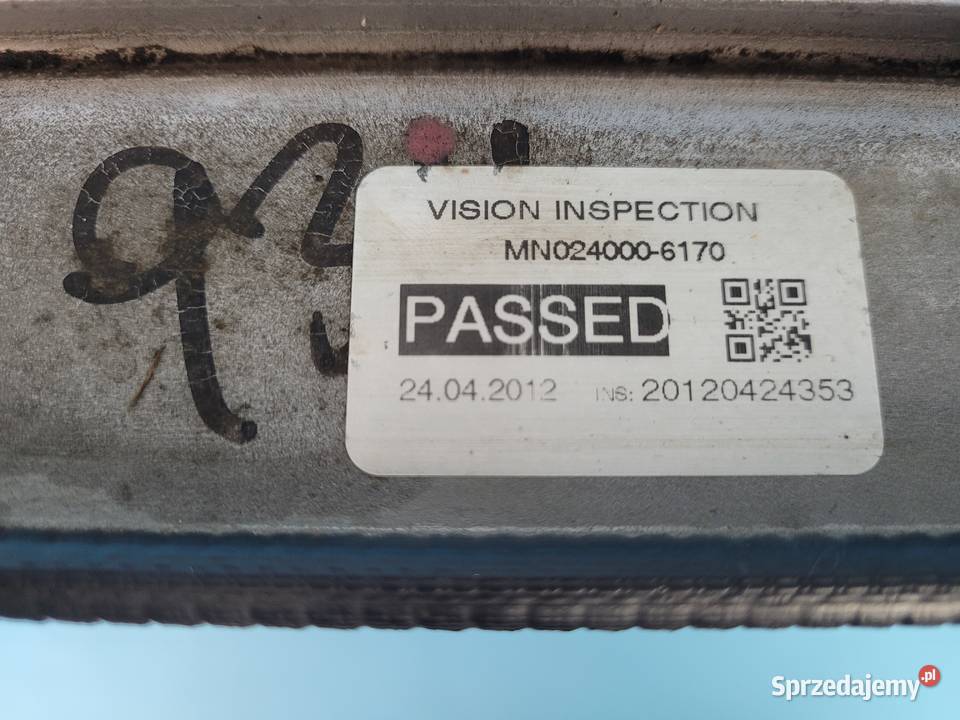 VISION INSPECTION
MN024000-6170
PASSED
24.04.2012 INS: 20120424353
Sprzedajemy.pl